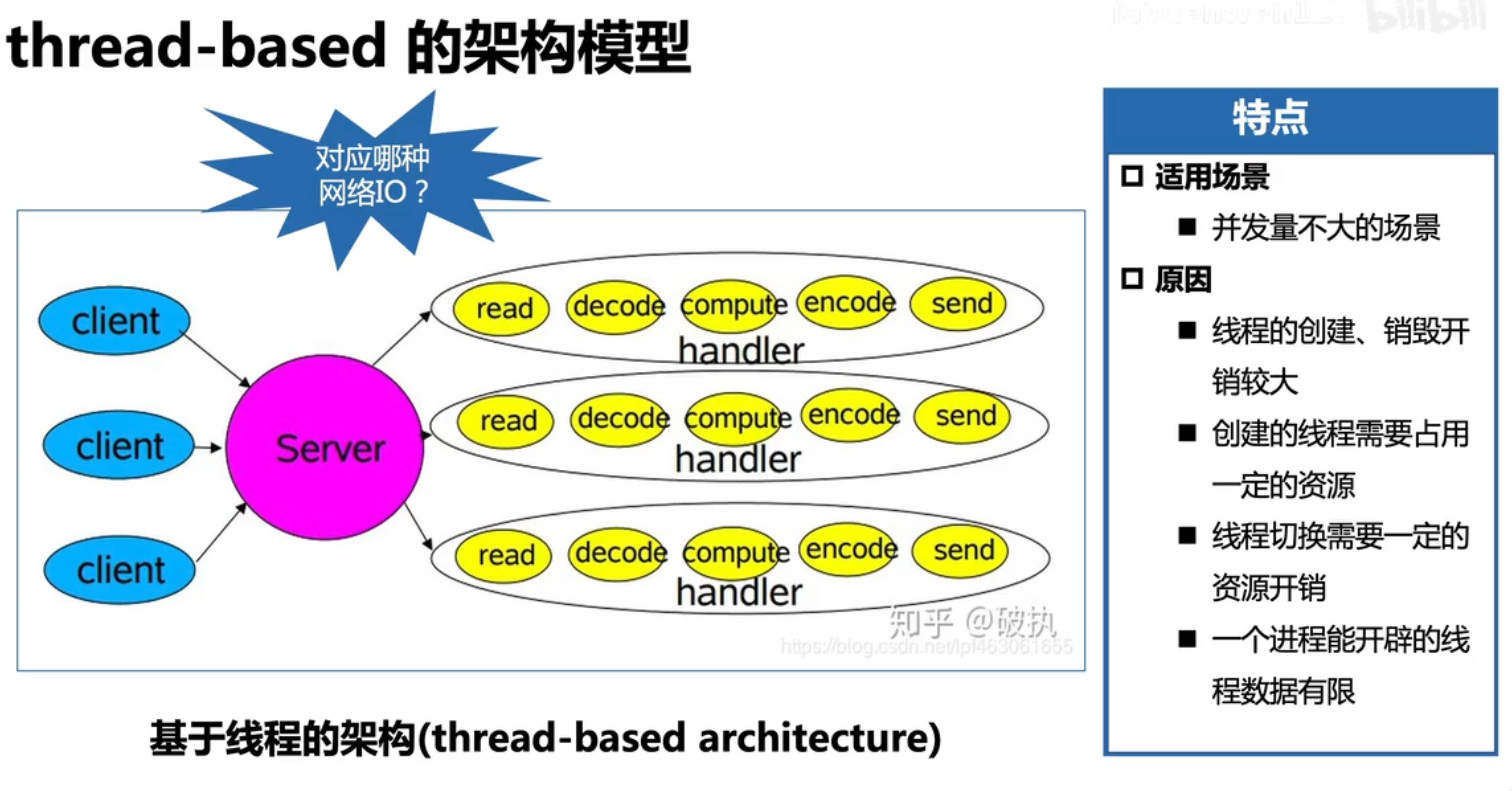 thread-based 的架构模型
bilibili
对应哪种
网络IO？
特点
适用场景
并发量不大的场景
原因
线程的创建、销毁开
销较大
创建的线程需要占用
一定的资源
线程切换需要一定的
资源开销
一个进程能开辟的线
程数据有限
client
client
client
Server
read decode compute encode send
handler
read decode compute encode send
handler
read decode compute encode send
handler
知乎 @破执
https://blog.csdn.net/lpl463061655
基于线程的架构(thread-based architecture)